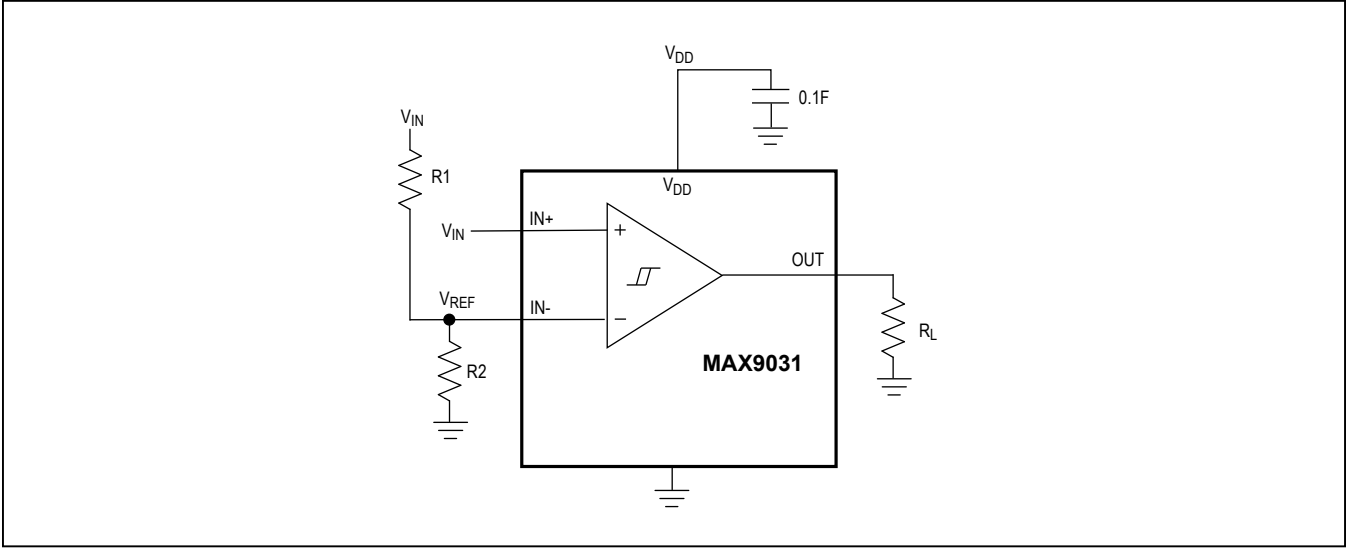 VDD
0.1F
VIN
R1
VDD
IN+
VIN
+
OUT
VREF
IN-
−
RL
MAX9031
R2